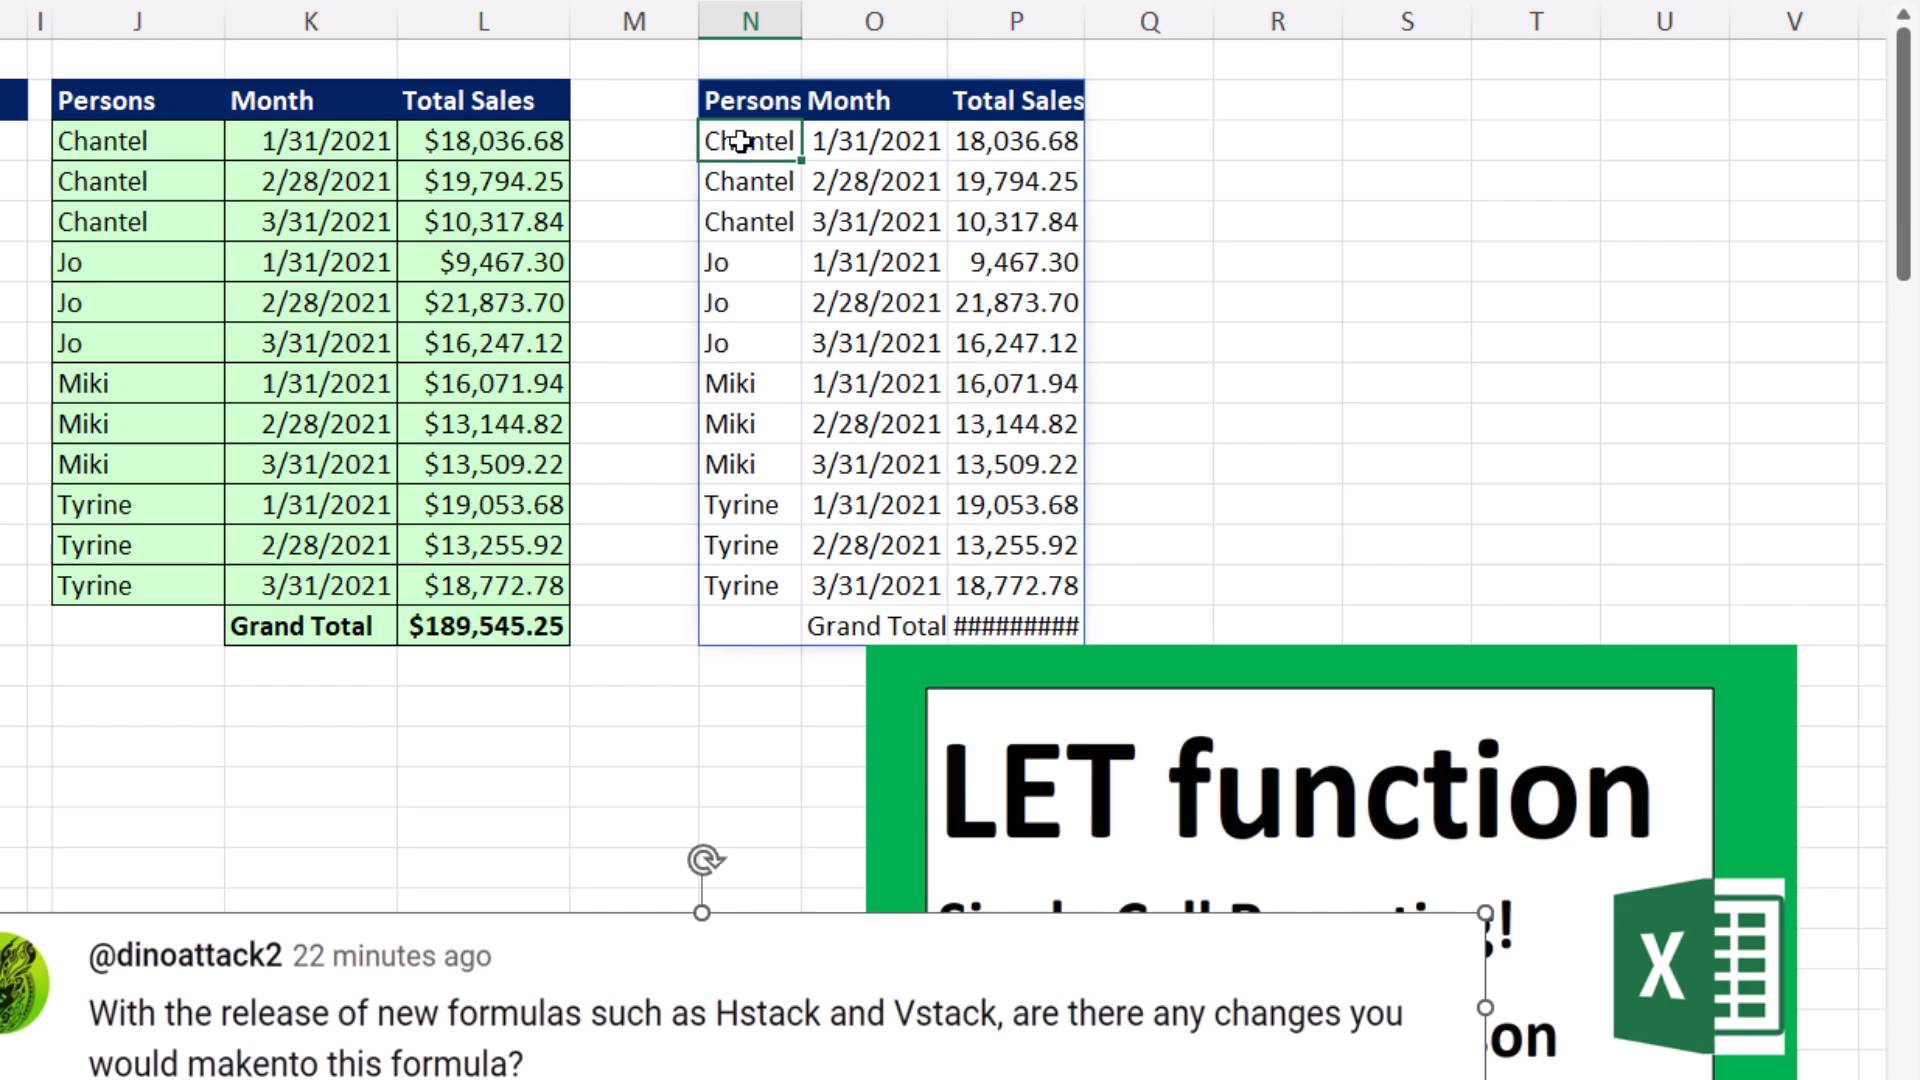 I J K L M N O P Q R S T U V
Persons Month Total Sales Persons Month Total Sales
Chantel 1/31/2021 $18,036.68 Chantel 1/31/2021 18,036.68
Chantel 2/28/2021 $19,794.25 Chantel 2/28/2021 19,794.25
Chantel 3/31/2021 $10,317.84 Chantel 3/31/2021 10,317.84
Jo 1/31/2021 $9,467.30 Jo 1/31/2021 9,467.30
Jo 2/28/2021 $21,873.70 Jo 2/28/2021 21,873.70
Jo 3/31/2021 $16,247.12 Jo 3/31/2021 16,247.12
Miki 1/31/2021 $16,071.94 Miki 1/31/2021 16,071.94
Miki 2/28/2021 $13,144.82 Miki 2/28/2021 13,144.82
Miki 3/31/2021 $13,509.22 Miki 3/31/2021 13,509.22
Tyrine 1/31/2021 $19,053.68 Tyrine 1/31/2021 19,053.68
Tyrine 2/28/2021 $13,255.92 Tyrine 2/28/2021 13,255.92
Tyrine 3/31/2021 $18,772.78 Tyrine 3/31/2021 18,772.78
Grand Total $189,545.25 Grand Total #########
LET function
X
@dinoattack2 22 minutes ago
With the release of new formulas such as Hstack and Vstack, are there any changes you
would makento this formula?
on